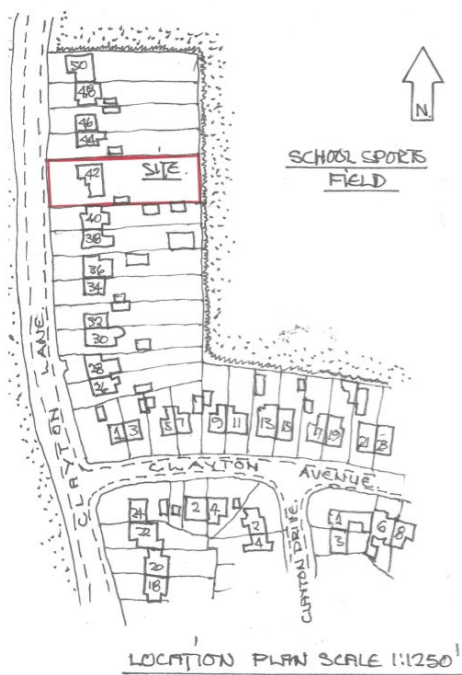 50
48
46
44
42
SITE
N.
SCHOOL SPORTS
FIELD
40
38
36
34
32
30
28
26
CLAYTON LANE
1 3 5 7 9 11 13 15 17 19 21 23
CLAYTON AVENUE
24
22
20
18
2 4
2
4
CLAYTON DRIVE
1
3
6 8
LOCATION PLAN SCALE 1:1250